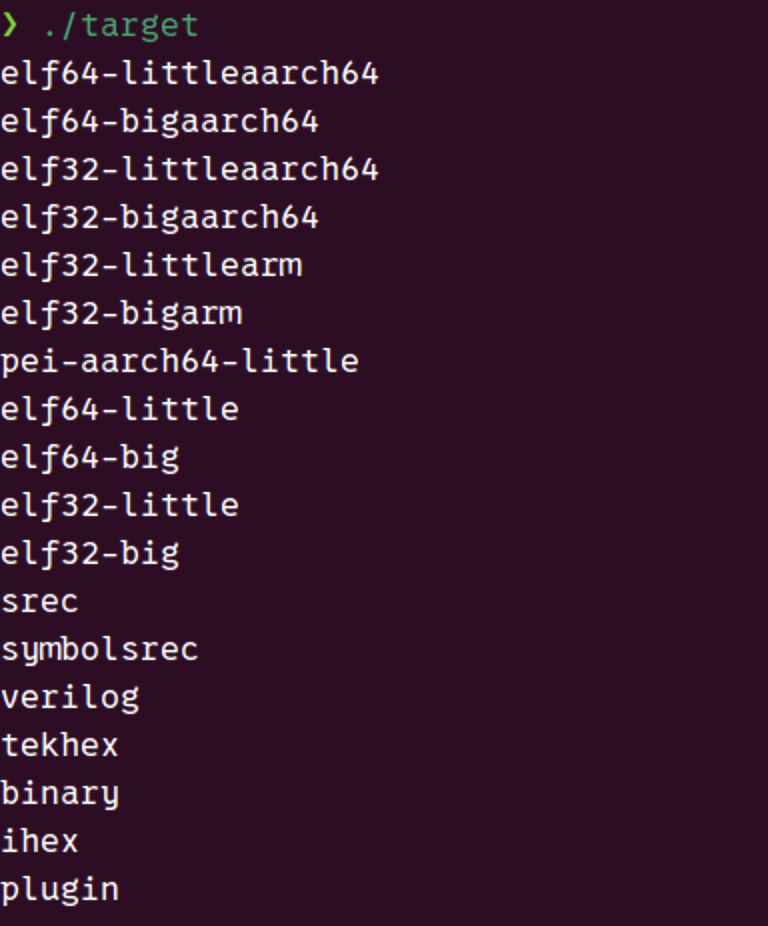 ❯ ./target
elf64-littleaarch64
elf64-bigaarch64
elf32-littleaarch64
elf32-bigaarch64
elf32-littlearm
elf32-bigarm
pei-aarch64-little
elf64-little
elf64-big
elf32-little
elf32-big
srec
symbolsrec
verilog
tekhex
binary
ihex
plugin